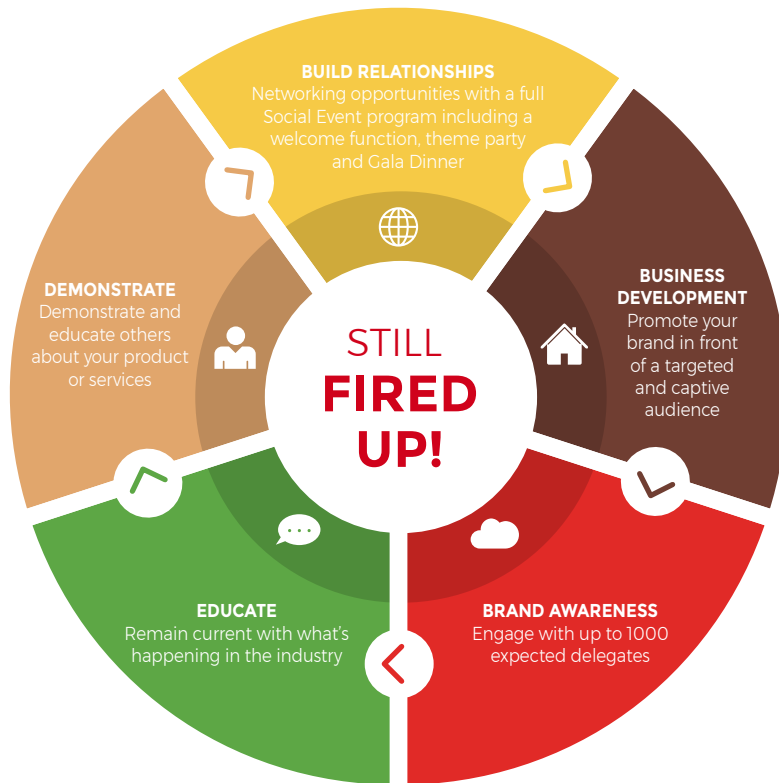 BUILD RELATIONSHIPS
Networking opportunities with a full
Social Event program including a
welcome function, theme party
and Gala Dinner
BUSINESS
DEVELOPMENT
Promote your
brand in front
of a targeted
and captive
audience
BRAND AWARENESS
Engage with up to 1000
expected delegates
EDUCATE
Remain current with what's
happening in the industry
DEMONSTRATE
Demonstrate and
educate others
about your product
or services
STILL
FIRED
UP!